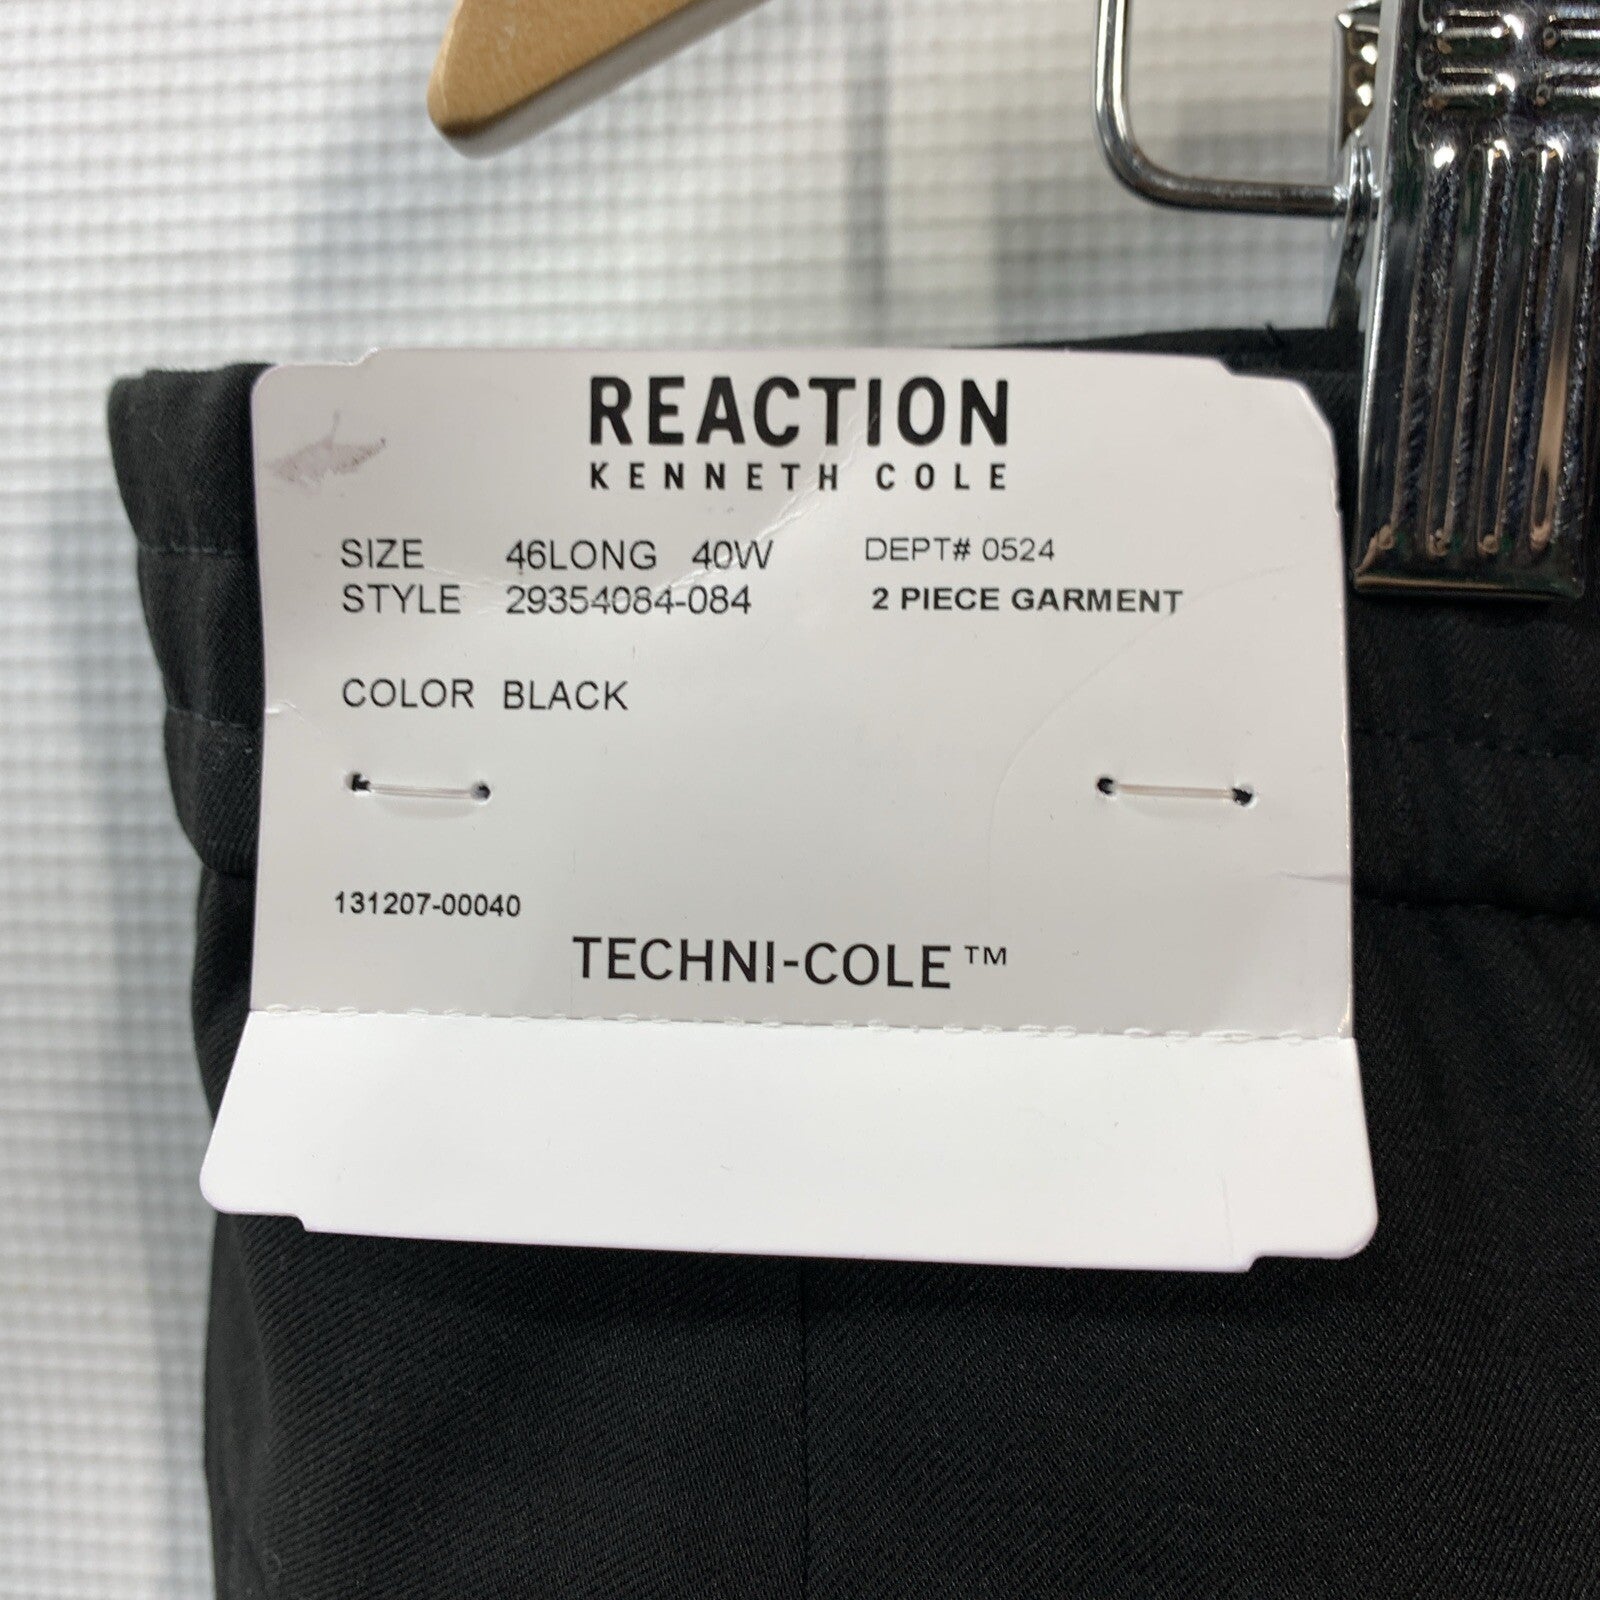 REACTION
KENNETH COLE
SIZE 46LONG 40W DEPT# 0524
STYLE 29354084-084 2 PIECE GARMENT
COLOR BLACK
131207-00040
TECHNI-COLE™